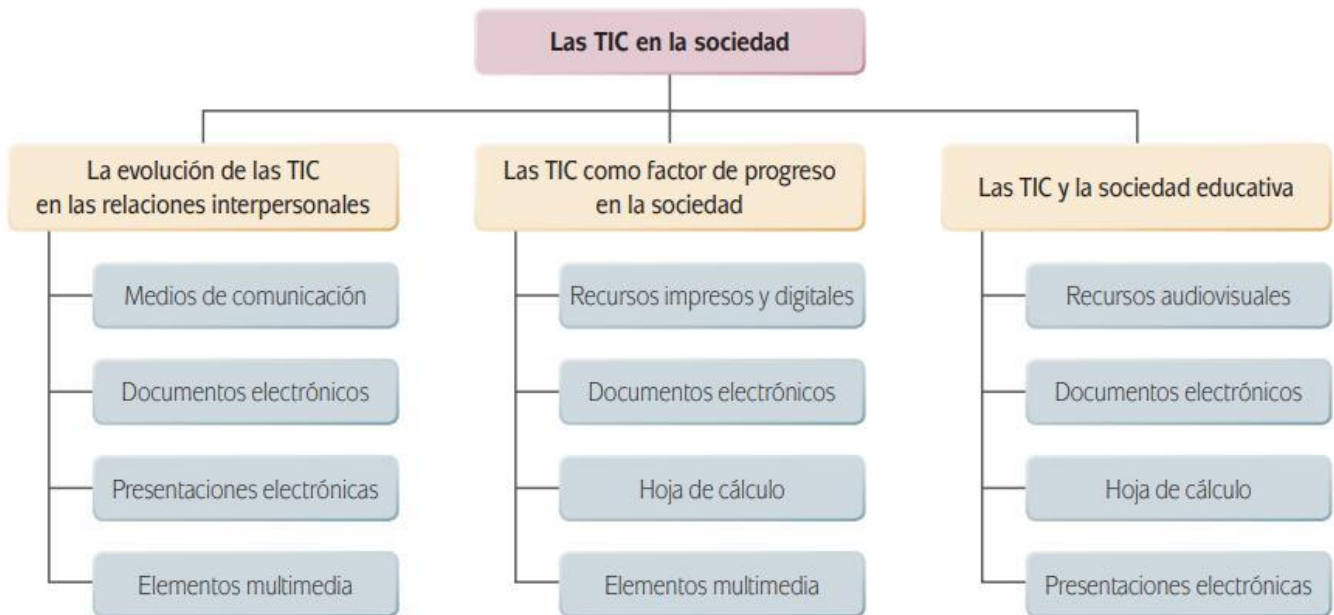 Las TIC en la sociedad
La evolución de las TIC
en las relaciones interpersonales
Medios de comunicación
Documentos electrónicos
Presentaciones electrónicas
Elementos multimedia
Las TIC como factor de progreso
en la sociedad
Recursos impresos y digitales
Documentos electrónicos
Hoja de cálculo
Elementos multimedia
Las TIC y la sociedad educativa
Recursos audiovisuales
Documentos electrónicos
Hoja de cálculo
Presentaciones electrónicas